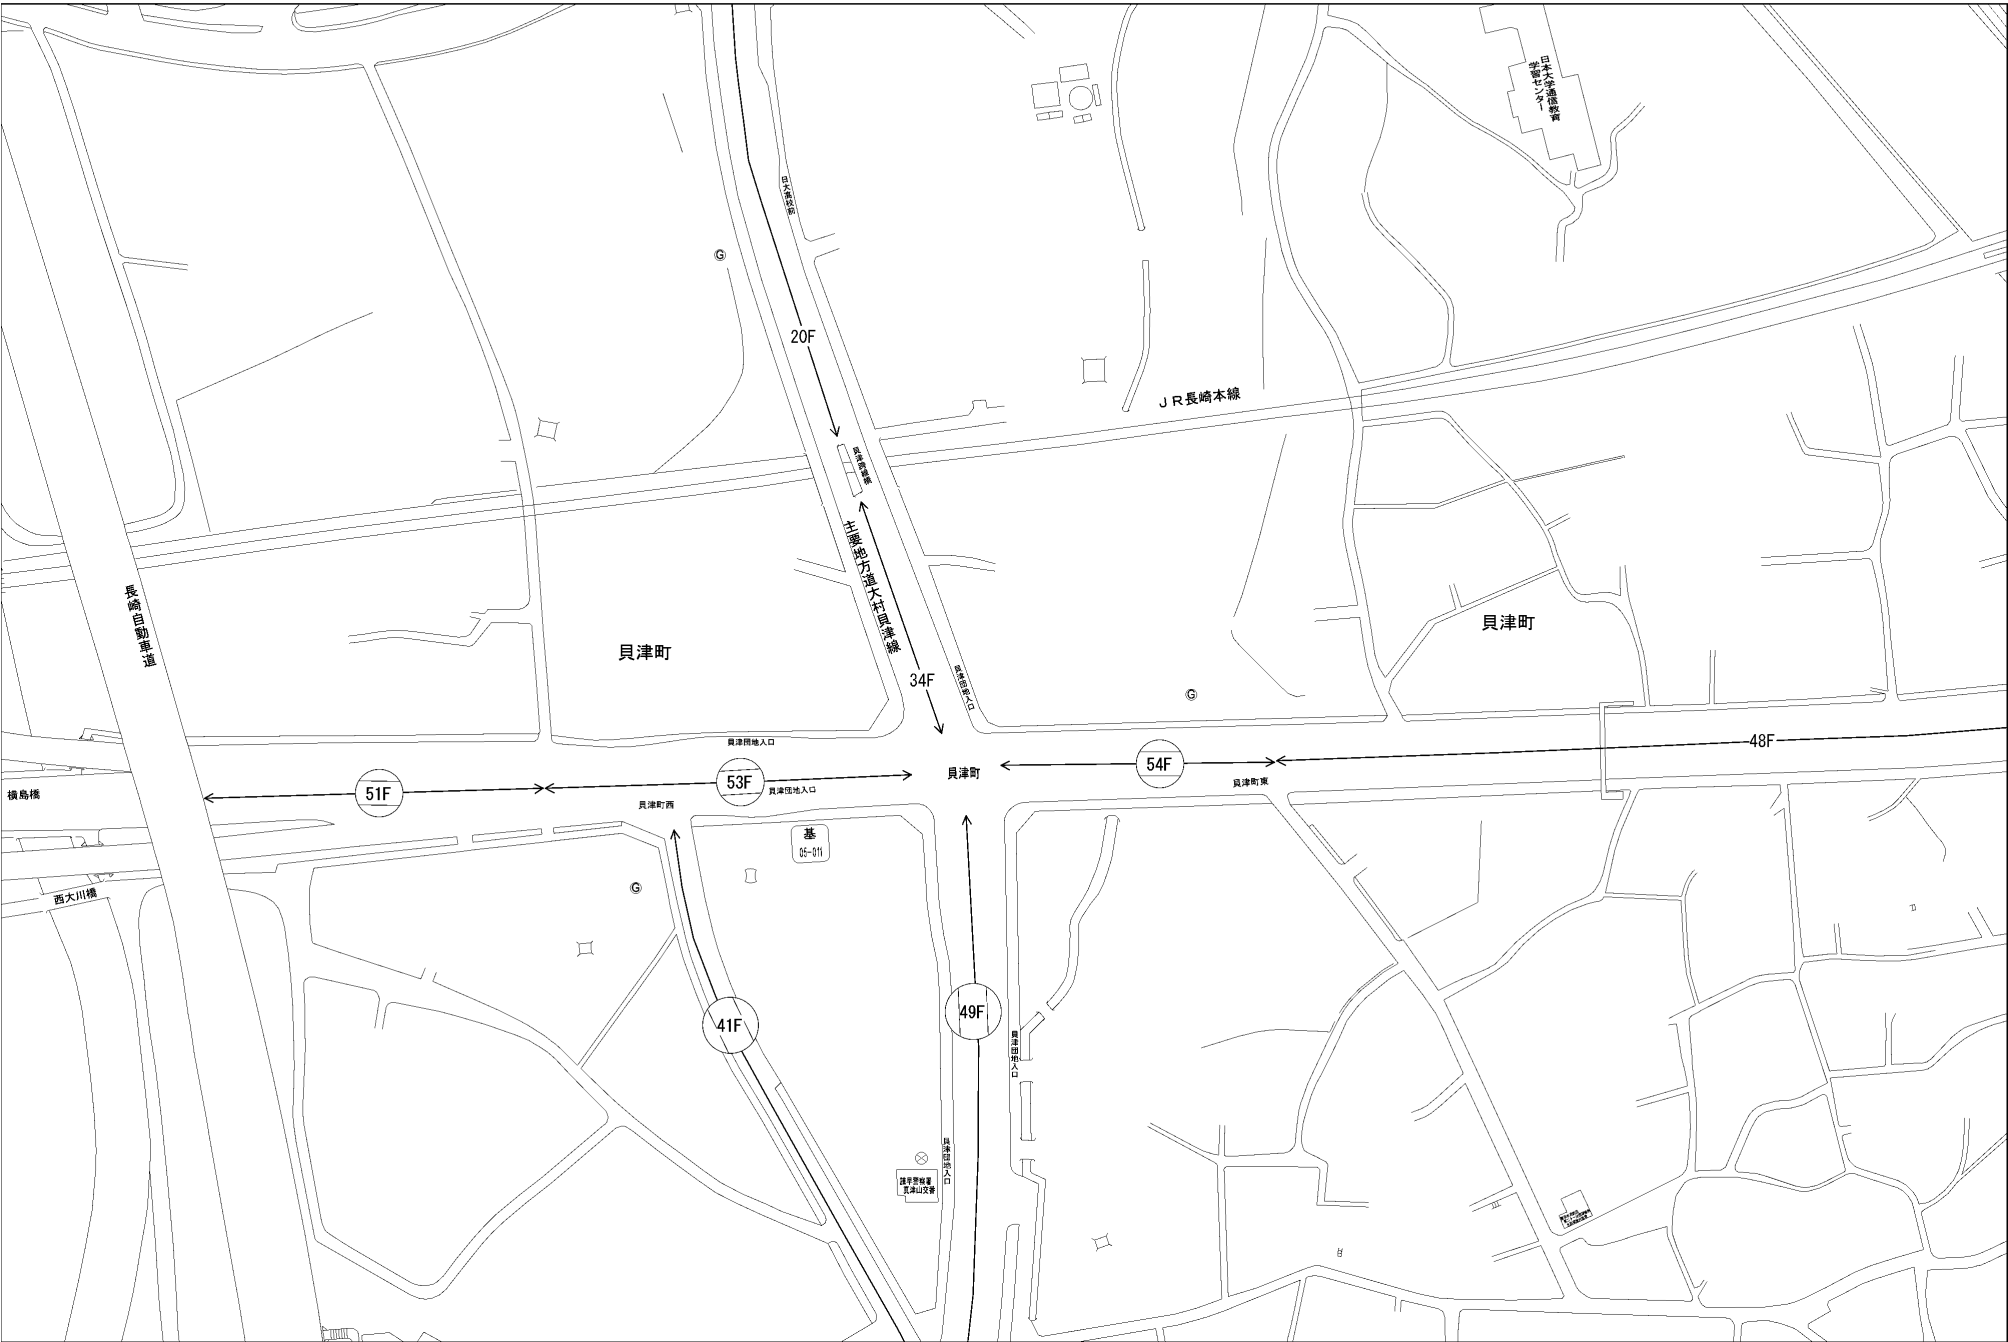 日本大学通信教育
学習センター
日大高校前
G
20F
JR長崎本線
貝津跨線橋
主要地方道大村貝津線
長崎自動車道
貝津町
貝津町
34F
貝津団地入口
G
貝津団地入口
48F
54F
貝津町
53F
貝津団地入口
51F
横島橋
貝津町西
貝津町東
基
05-011
G
西大川橋
49F
41F
貝津団地入口
貝津団地入口
諫早警察署
貝津山交番